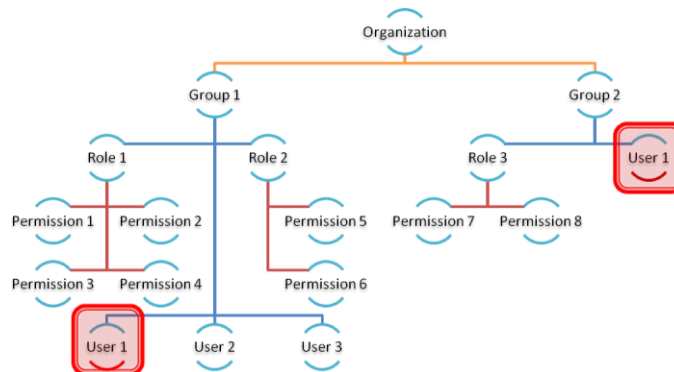 Organization
Group 1
Group 2
Role 1
Role 2
Role 3
User 1
Permission 1
Permission 2
Permission 5
Permission 7
Permission 8
Permission 3
Permission 4
Permission 6
User 1
User 2
User 3